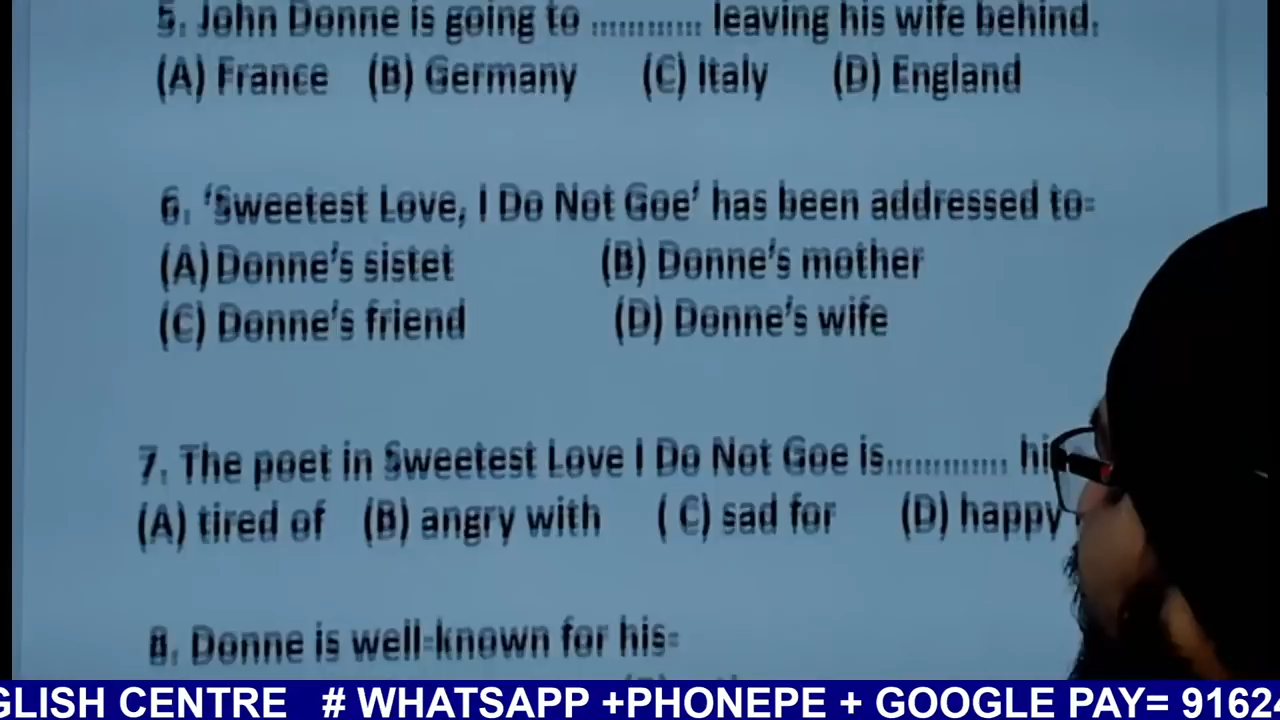 5. John Donne is going to ............ leaving his wife behind.
(A) France (B) Germany (C) Italy (D) England
6. ‘Sweetest Love, I Do Not Goe’ has been addressed to-
(A) Donne’s sistet (B) Donne’s mother
(C) Donne’s friend (D) Donne’s wife
7. The poet in Sweetest Love I Do Not Goe is.............
(A) tired of (B) angry with ( C) sad for (D) happy
8. Donne is well-known for his-
GLISH CENTRE # WHATSAPP +PHONEPE + GOOGLE PAY= 9162